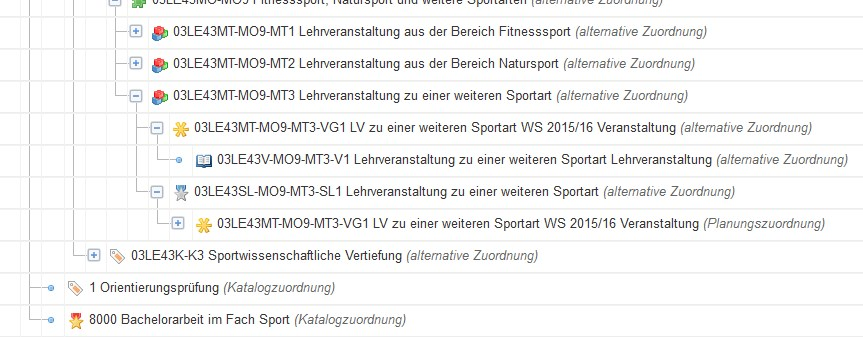 03LE43MO-MO9 Fitnesssport, Natursport und weitere Sportarten (alternative Zuordnung)
03LE43MT-MO9-MT1 Lehrveranstaltung aus der Bereich Fitnesssport (alternative Zuordnung)
03LE43MT-MO9-MT2 Lehrveranstaltung aus der Bereich Natursport (alternative Zuordnung)
03LE43MT-MO9-MT3 Lehrveranstaltung zu einer weiteren Sportart (alternative Zuordnung)
03LE43MT-MO9-MT3-VG1 LV zu einer weiteren Sportart WS 2015/16 Veranstaltung (alternative Zuordnung)
03LE43V-MO9-MT3-V1 Lehrveranstaltung zu einer weiteren Sportart Lehrveranstaltung (alternative Zuordnung)
03LE43SL-MO9-MT3-SL1 Lehrveranstaltung zu einer weiteren Sportart (alternative Zuordnung)
03LE43MT-MO9-MT3-VG1 LV zu einer weiteren Sportart WS 2015/16 Veranstaltung (Planungszuordnung)
03LE43K-K3 Sportwissenschaftliche Vertiefung (alternative Zuordnung)
1 Orientierungsprüfung (Katalogzuordnung)
8000 Bachelorarbeit im Fach Sport (Katalogzuordnung)